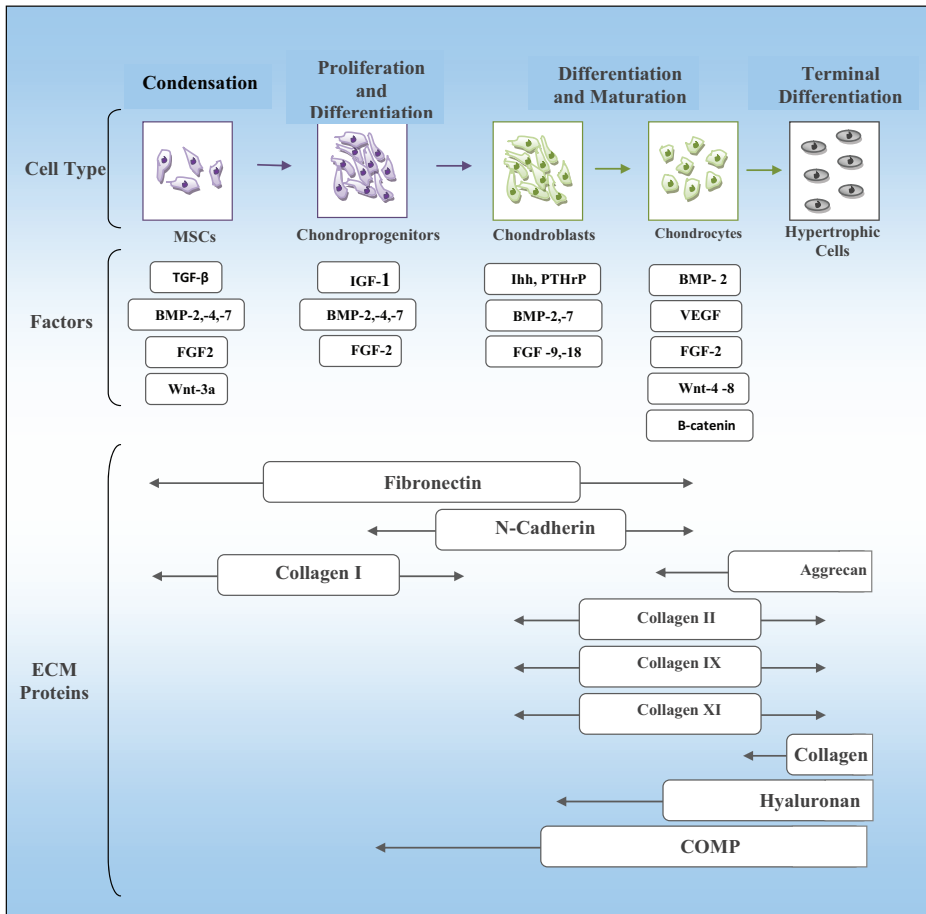 Condensation
Proliferation
and
Differentiation
Differentiation
and Maturation
Terminal
Differentiation
Cell Type
MSCs
Chondroprogenitors
Chondroblasts
Chondrocytes
Hypertrophic
Cells
Factors
TGF-β
BMP-2,-4,-7
FGF2
Wnt-3a
IGF-1
BMP-2,-4,-7
FGF-2
Ihh, PTHrP
BMP-2,-7
FGF -9,-18
BMP- 2
VEGF
FGF-2
Wnt-4 -8
B-catenin
ECM
Proteins
Fibronectin
N-Cadherin
Collagen I
Aggrecan
Collagen II
Collagen IX
Collagen XI
Collagen
Hyaluronan
COMP